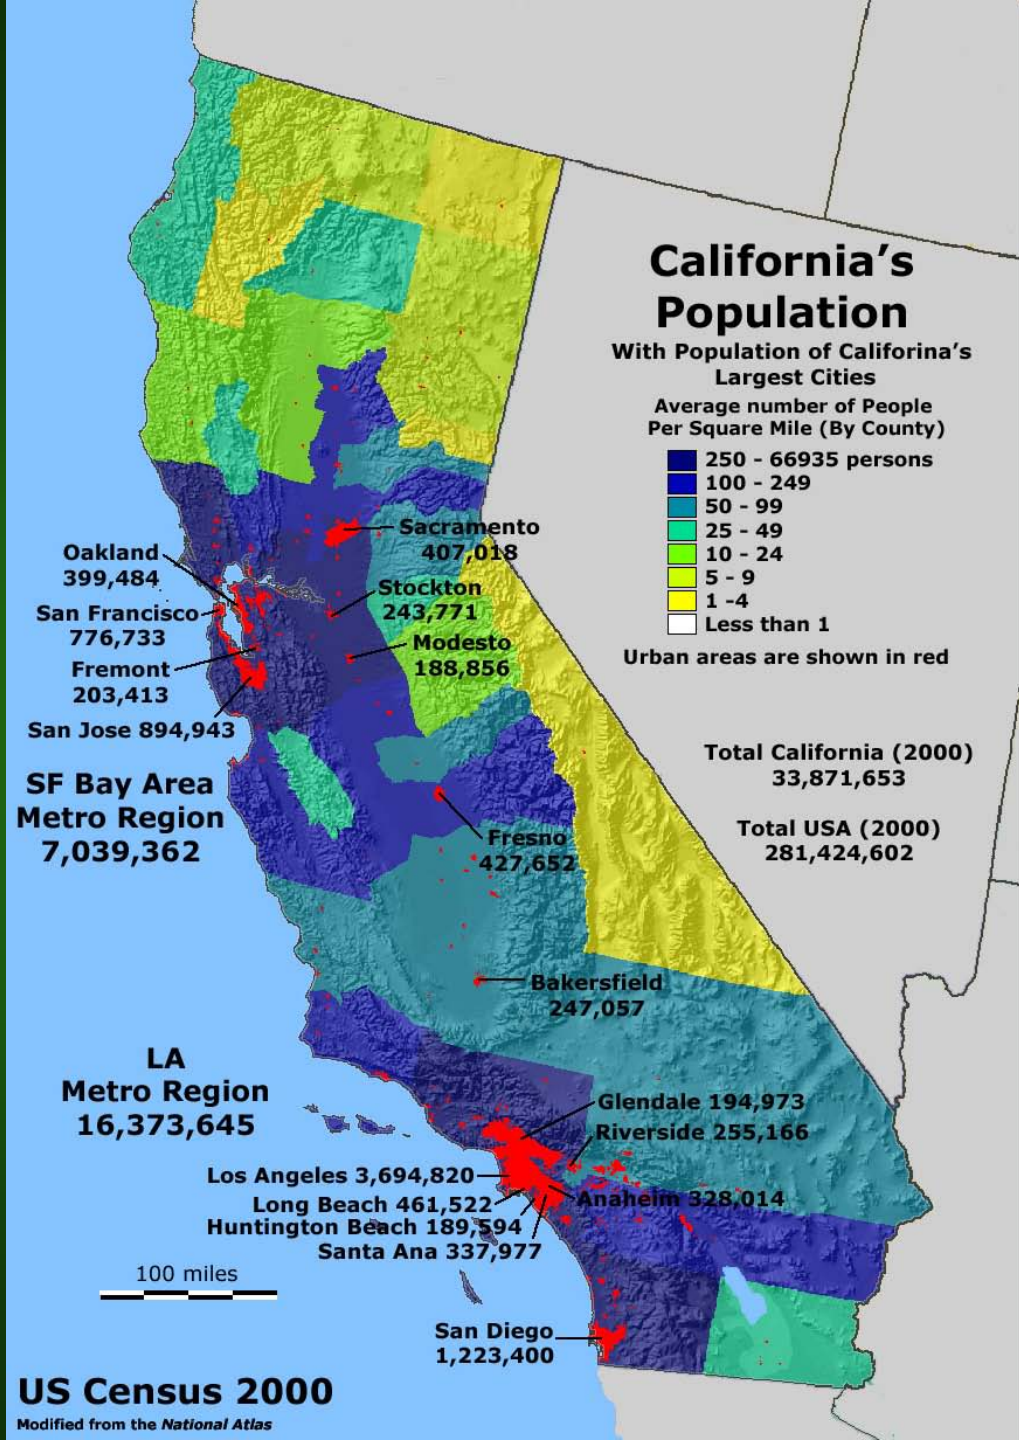 California's
Population
With Population of Califorina's
Largest Cities
Average number of People
Per Square Mile (By County)
250 - 66935 persons
100 - 249
50 - 99
25 - 49
10 - 24
5 - 9
1 -4
Less than 1
Urban areas are shown in red
Total California (2000)
33,871,653
Total USA (2000)
281,424,602
Sacramento
407,018
Oakland
399,484
Stockton
243,771
San Francisco
776,733
Modesto
188,856
Fremont
203,413
San Jose 894,943
SF Bay Area
Metro Region
7,039,362
Fresno
427,652
Bakersfield
247,057
LA
Metro Region
16,373,645
Glendale 194,973
Riverside 255,166
Los Angeles 3,694,820
Anaheim 328,014
Long Beach 461,522
Huntington Beach 189,594
Santa Ana 337,977
100 miles
San Diego
1,223,400
US Census 2000
Modified from the National Atlas